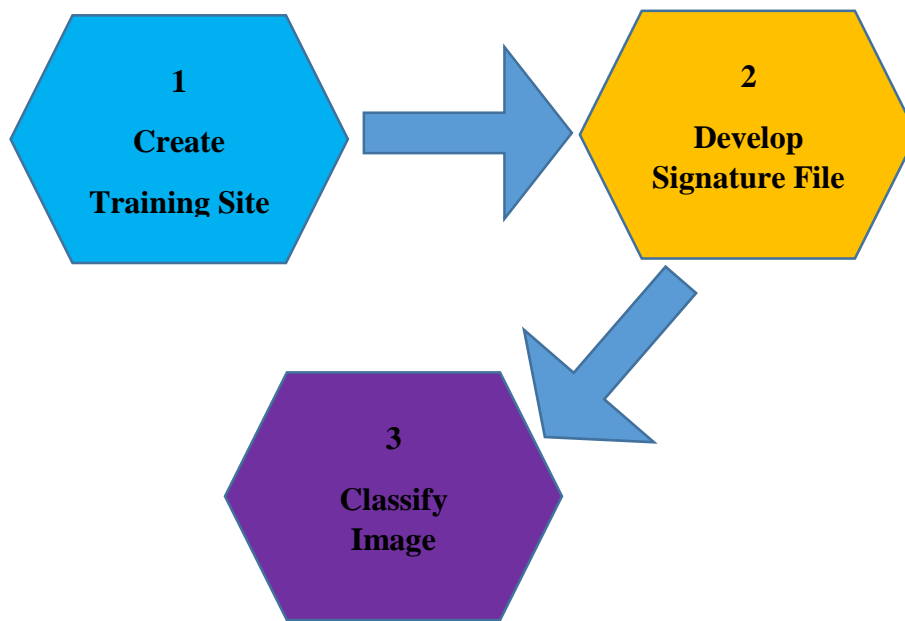 1
Create
Training Site
2
Develop
Signature File
3
Classify
Image